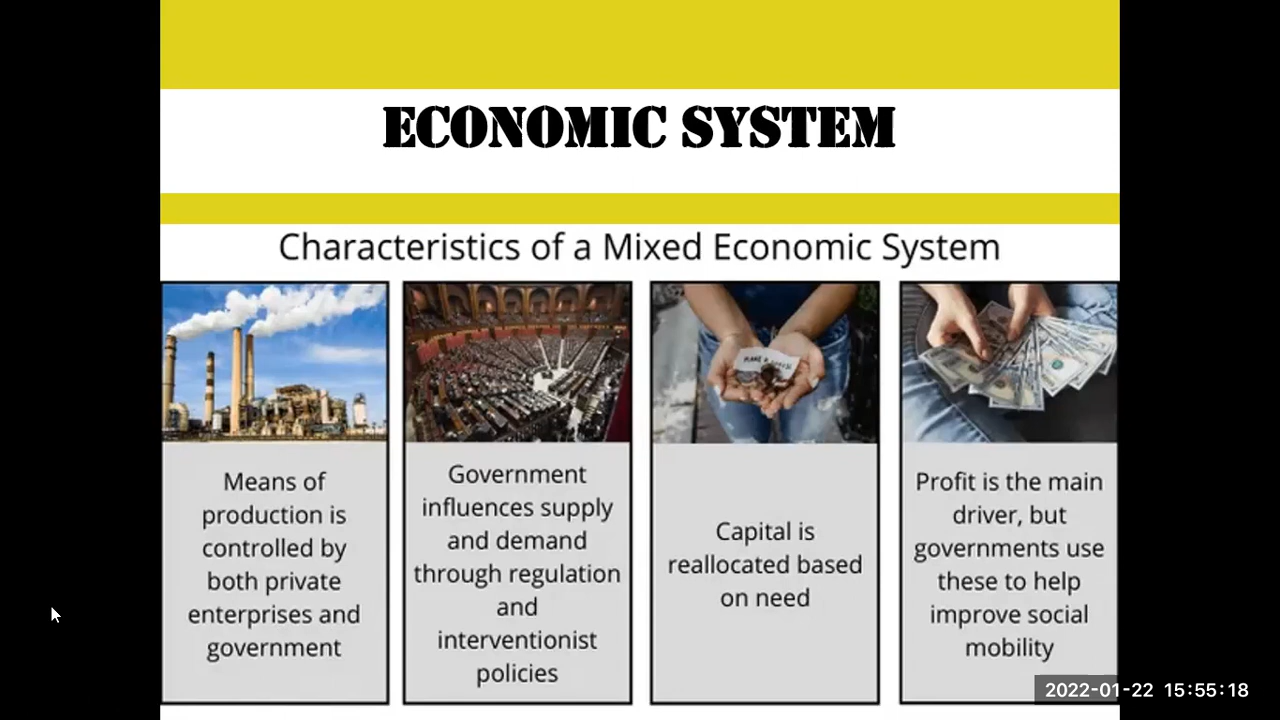 ECONOMIC SYSTEM
Characteristics of a Mixed Economic System
Means of
production is
controlled by
both private
enterprises and
government
Government
influences supply
and demand
through regulation
and
interventionist
policies
MAKE A
Capital is
reallocated based
on need
Profit is the main
driver, but
governments use
these to help
improve social
mobility
2022-01-22 15:55:18